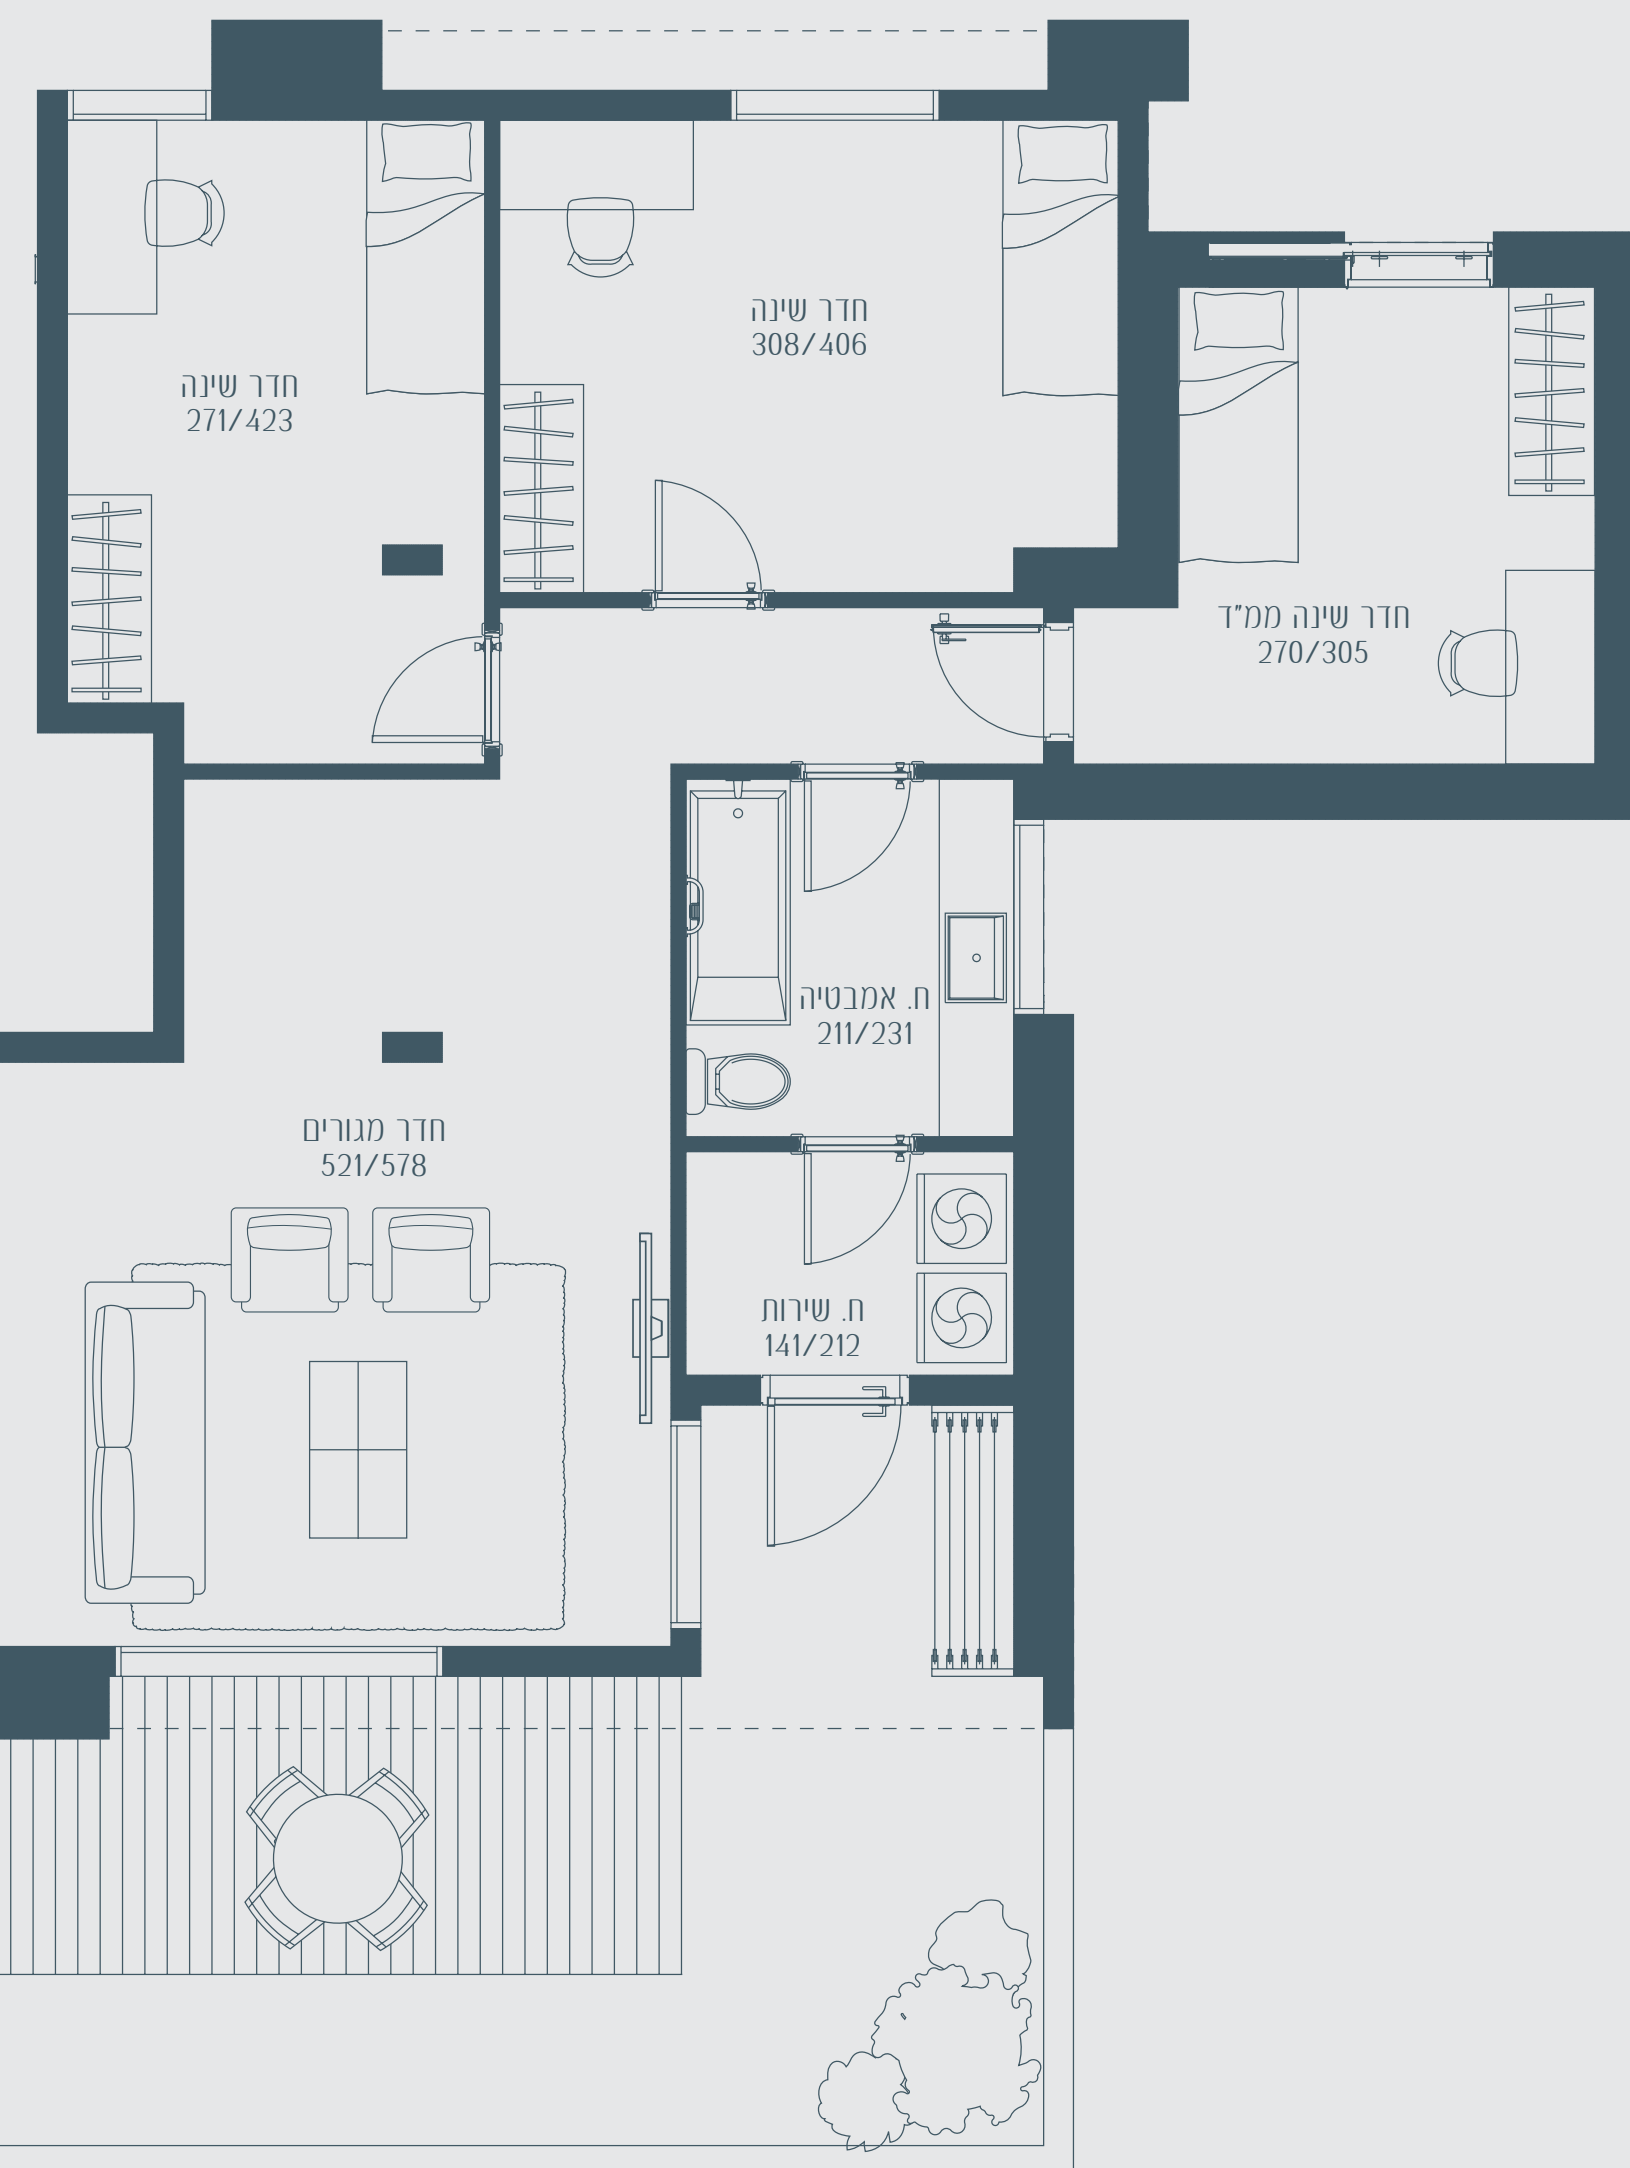 חדר שינה
308/406
חדר שינה
271/423
חדר שינה ממ"ד
270/305
ח. אמבטיה
211/231
חדר מגורים
521/578
ח. שירות
141/212